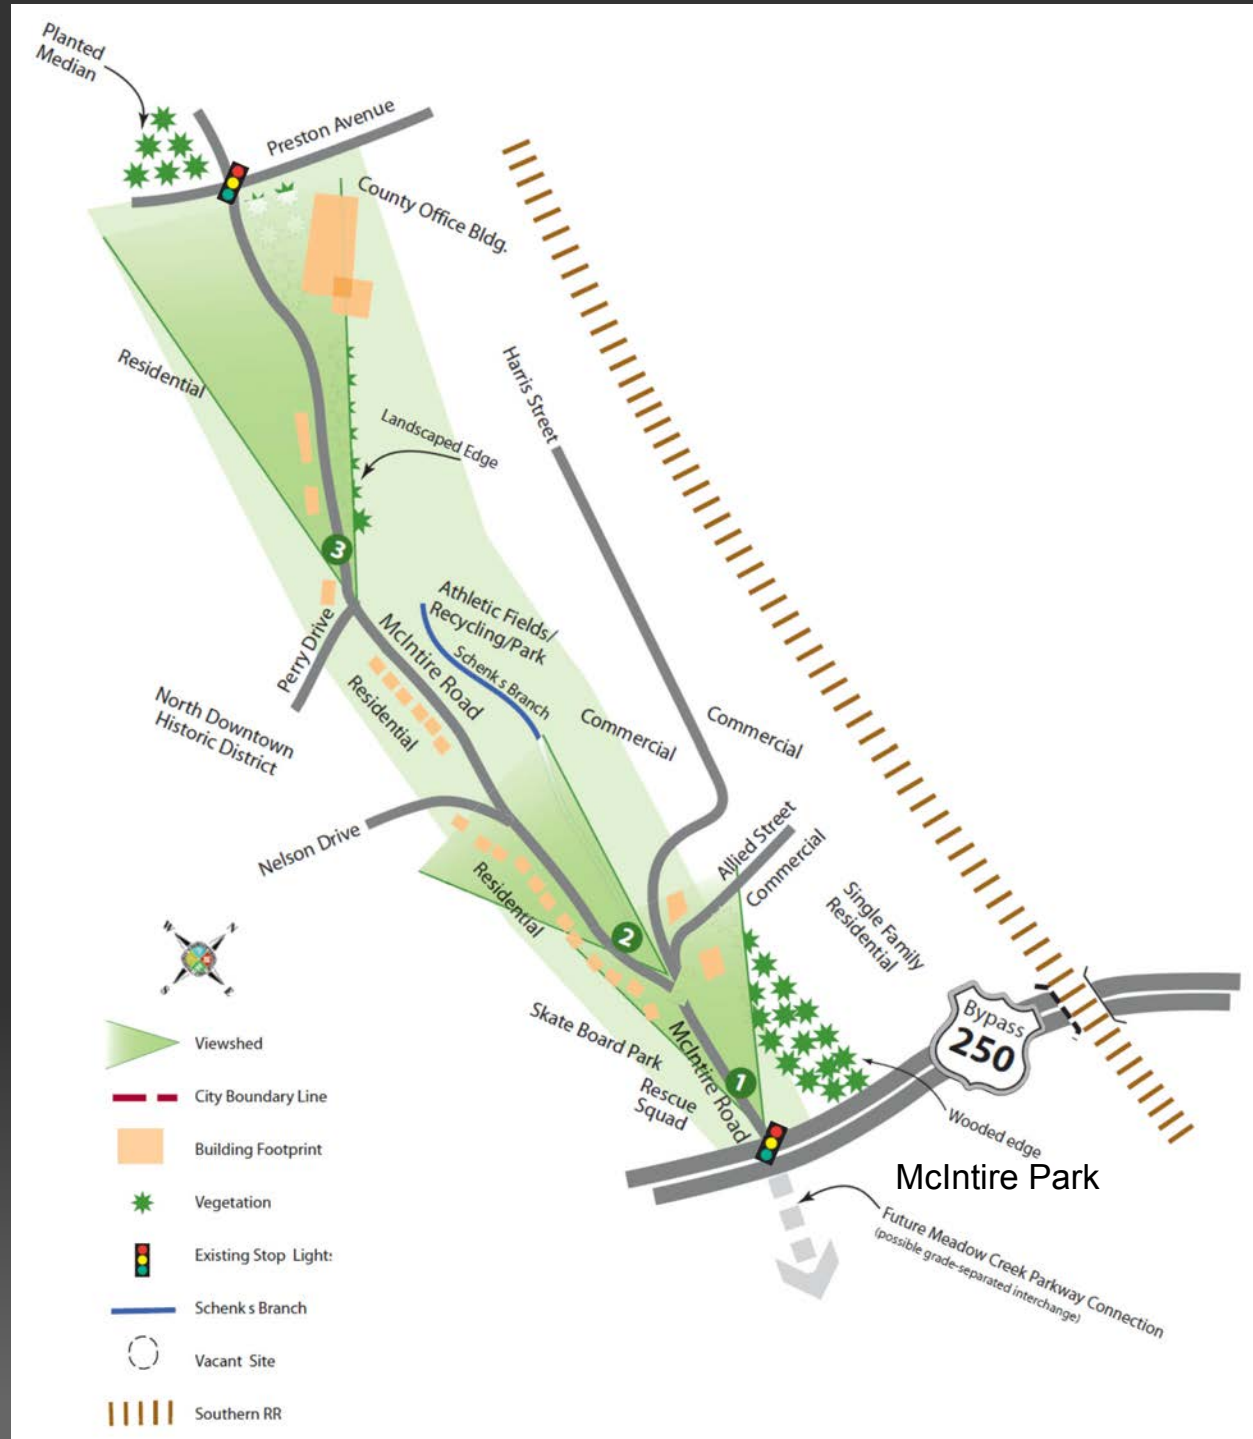 Planted
Median
Preston Avenue
County Office Bldg.
Residential
Harris Street
Landscaped Edge
3
Athletic Fields/
Recycling/Park
Schenk s Branch
McIntire Road
Perry Drive
Residential
North Downtown
Historic District
Commercial
Commercial
Nelson Drive
Allied Street
Commercial
Residential
Single Family
Residential
2
W
N
S
E
Skate Board Park
Bypass
250
McIntire Road
1
Rescue
Squad
Wooded edge
McIntire Park
Future Meadow Creek Parkway Connection
(possible grade-separated interchange)
Viewshed
City Boundary Line
Building Footprint
Vegetation
Existing Stop Lights
Schenk s Branch
Vacant Site
Southern RR